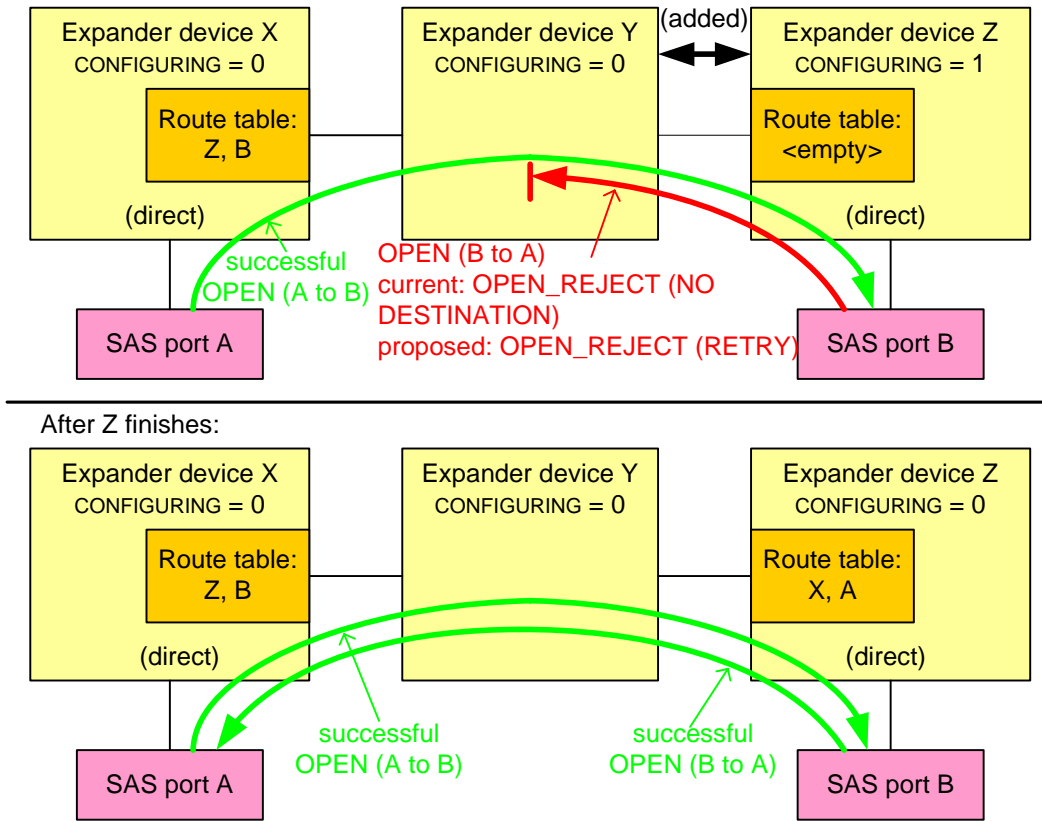 Expander device X
CONFIGURING = 0
Route table:
Z, B
(direct)
Expander device Y
CONFIGURING = 0
(added)
Expander device Z
CONFIGURING = 1
Route table:
<empty>
(direct)
successful
OPEN (A to B)
OPEN (B to A)
current: OPEN_REJECT (NO
DESTINATION)
proposed: OPEN_REJECT (RETRY)
SAS port A
SAS port B
After Z finishes:
Expander device X
CONFIGURING = 0
Route table:
Z, B
(direct)
Expander device Y
CONFIGURING = 0
Expander device Z
CONFIGURING = 0
Route table:
X, A
(direct)
successful
OPEN (A to B)
successful
OPEN (B to A)
SAS port A
SAS port B